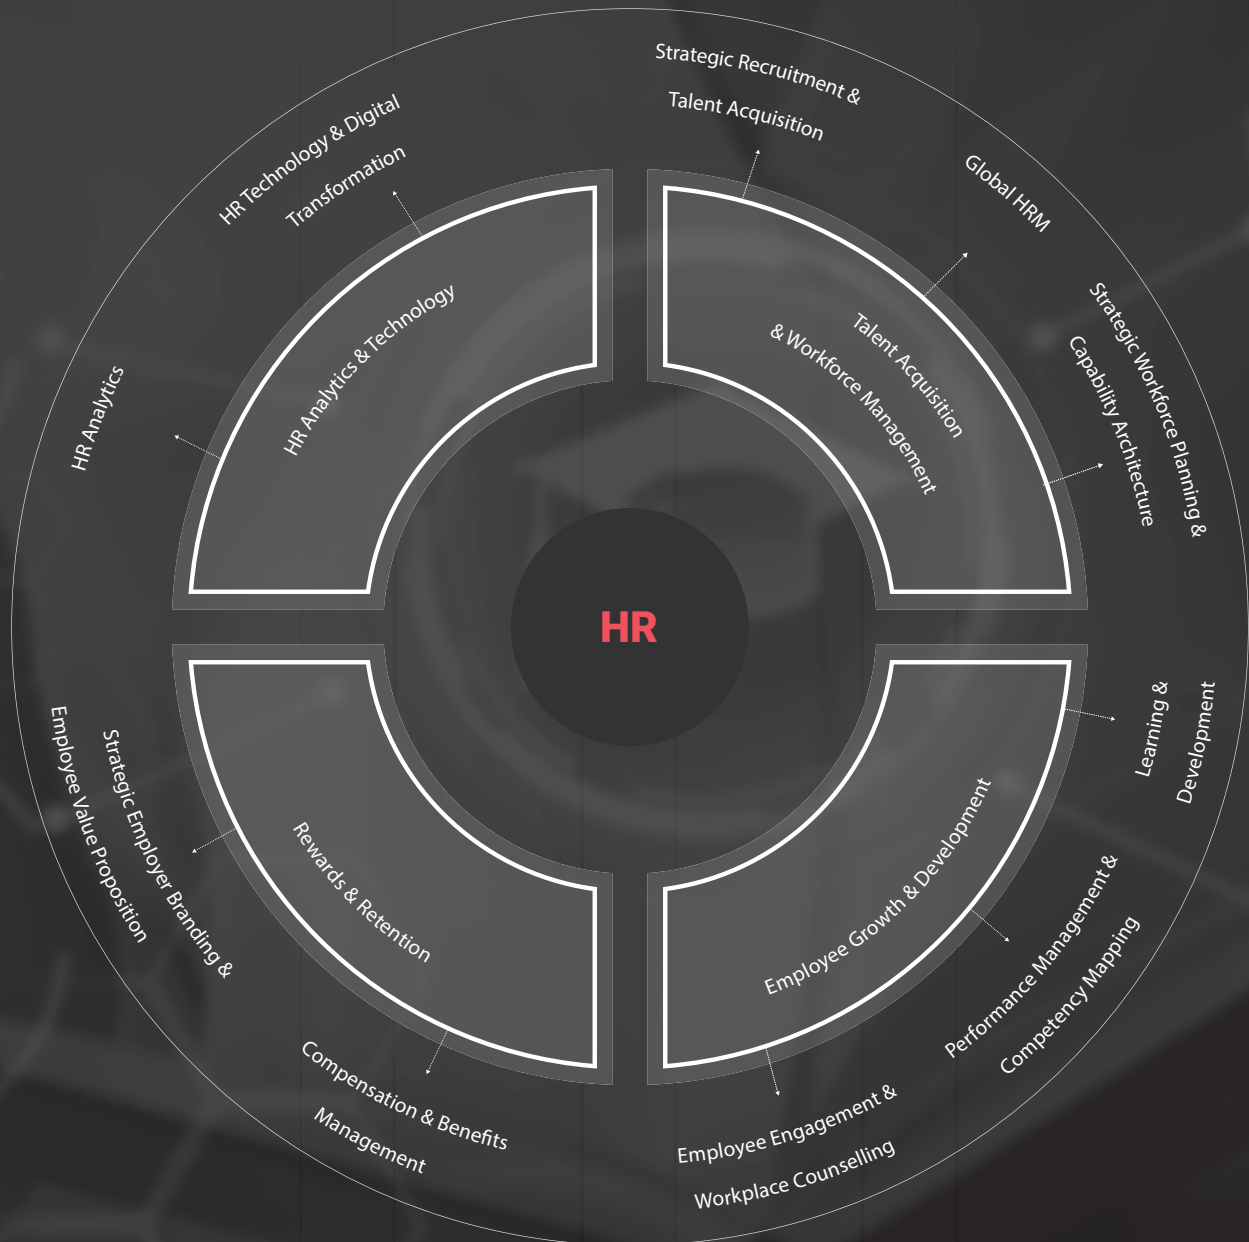 Strategic Recruitment &
Talent Acquisition
Global HRM
Strategic Workforce Planning &
Capability Architecture
Talent Acquisition
& Workforce Management
HR Technology & Digital
Transformation
HR Analytics
HR Analytics & Technology
HR
Learning &
Development
Performance Management &
Competency Mapping
Employee Engagement &
Workplace Counselling
Employee Growth & Development
Strategic Employer Branding &
Employee Value Proposition
Compensation & Benefits
Management
Rewards & Retention